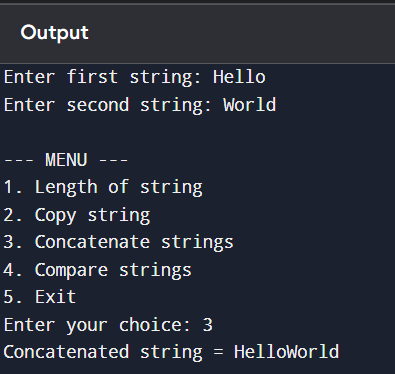 Output
Enter first string: Hello
Enter second string: World
--- MENU ---
1. Length of string
2. Copy string
3. Concatenate strings
4. Compare strings
5. Exit
Enter your choice: 3
Concatenated string = HelloWorld